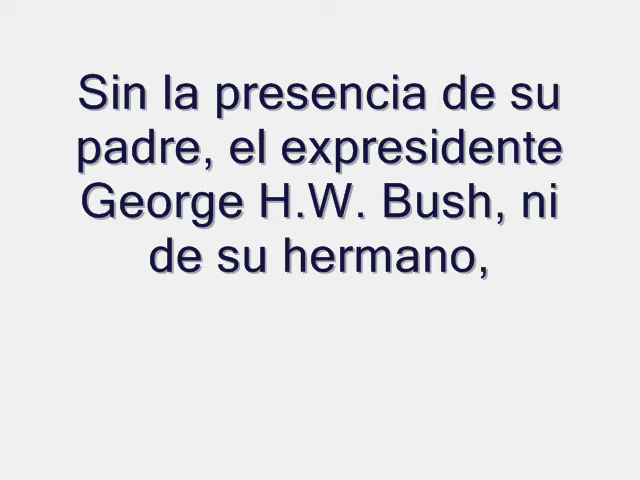 Sin la presencia de su
padre, el expresidente
George H.W. Bush, ni
de su hermano,